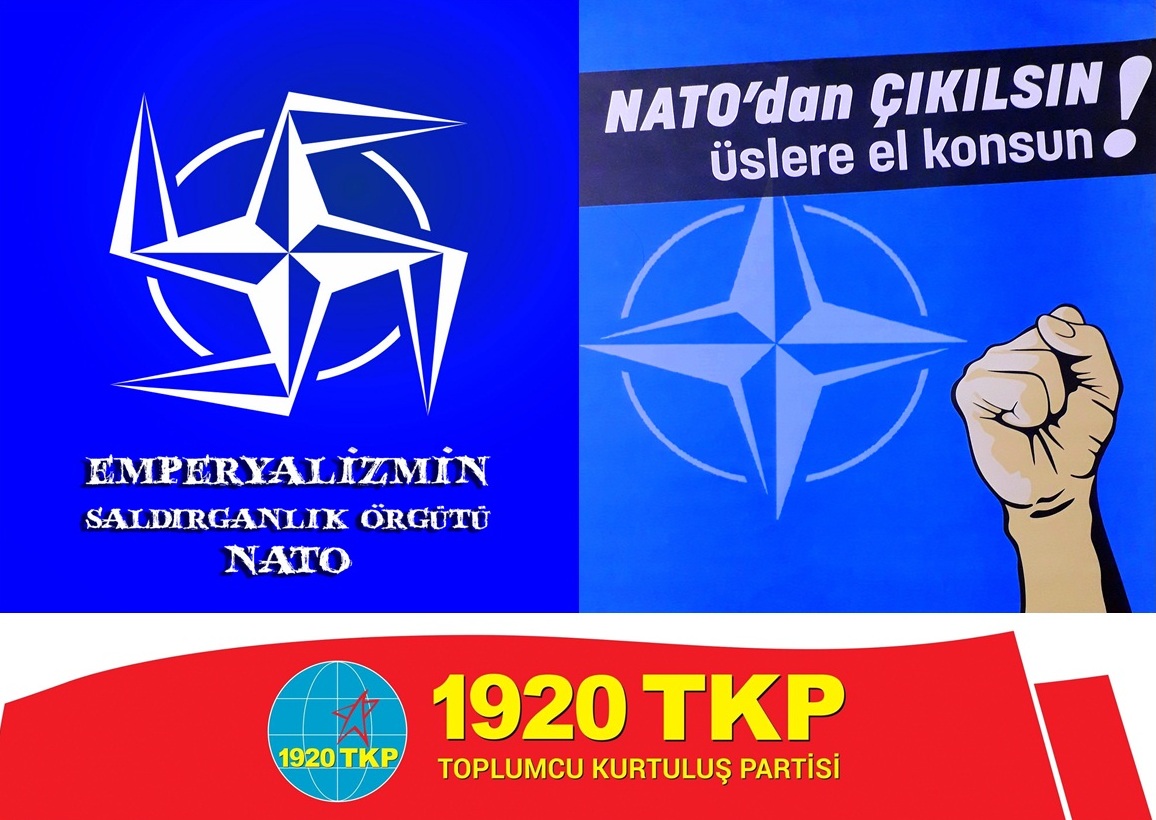 EMPERYALİZMİN
SALDIRGANLIK ÖRGÜTÜ
NATO
NATO'dan ÇIKILSIN
üslere el konsun!
1920 TKP
1920 TKP
TOPLUMCU KURTULUŞ PARTİSİ